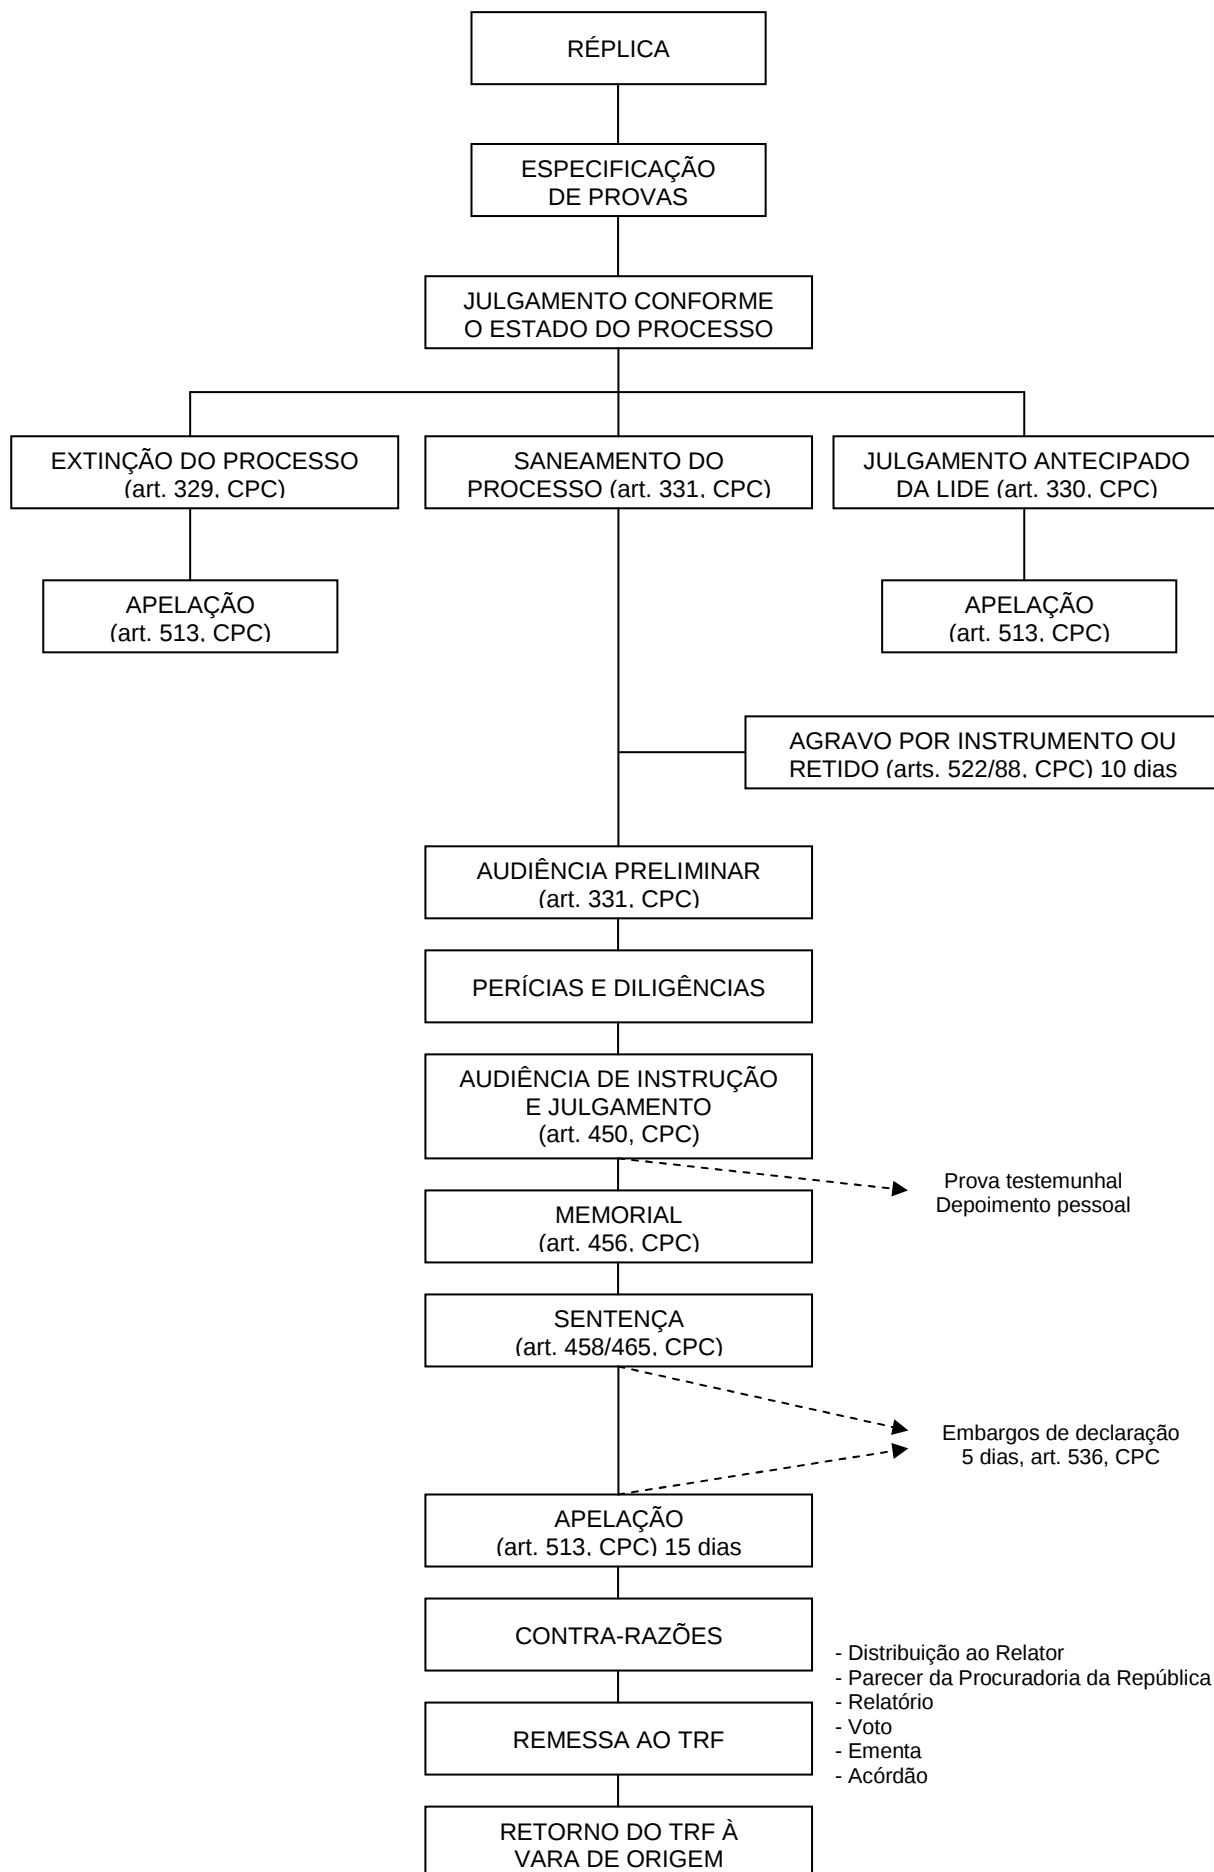 RÉPLICA
ESPECIFICAÇÃO
DE PROVAS
JULGAMENTO CONFORME
O ESTADO DO PROCESSO
EXTINÇÃO DO PROCESSO
(art. 329, CPC)
SANEAMENTO DO
PROCESSO (art. 331, CPC)
JULGAMENTO ANTECIPADO
DA LIDE (art. 330, CPC)
APELAÇÃO
(art. 513, CPC)
APELAÇÃO
(art. 513, CPC)
AGRAVO POR INSTRUMENTO OU
RETIDO (arts. 522/88, CPC) 10 dias
AUDIÊNCIA PRELIMINAR
(art. 331, CPC)
PERÍCIAS E DILIGÊNCIAS
AUDIÊNCIA DE INSTRUÇÃO
E JULGAMENTO
(art. 450, CPC)
Prova testemunhal
Depoimento pessoal
MEMORIAL
(art. 456, CPC)
SENTENÇA
(art. 458/465, CPC)
Embargos de declaração
5 dias, art. 536, CPC
APELAÇÃO
(art. 513, CPC) 15 dias
CONTRA-RAZÕES
REMESSA AO TRF
- Distribuição ao Relator
- Parecer da Procuradoria da República
- Relatório
- Voto
- Ementa
- Acórdão
RETORNO DO TRF À
VARA DE ORIGEM